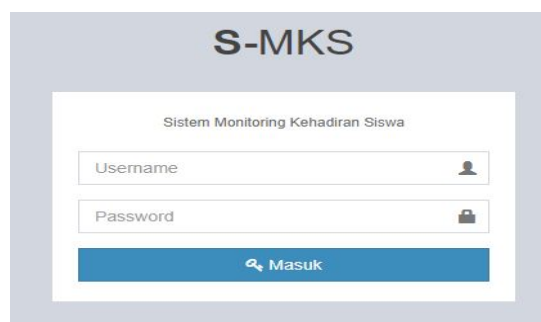 S-MKS
Sistem Monitoring Kehadiran Siswa
Username
Password
Masuk